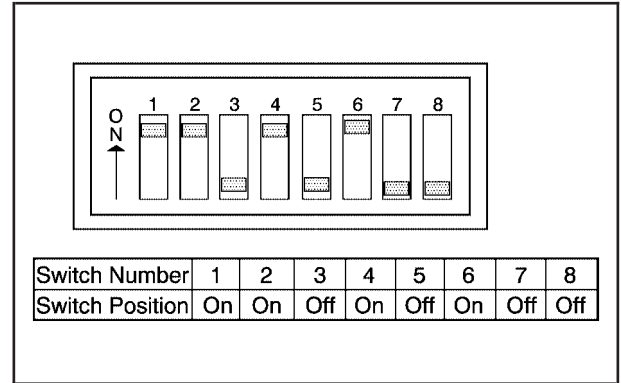 ON
1 2 3 4 5 6 7 8
Switch Number 1 2 3 4 5 6 7 8
Switch Position On On Off On Off On Off Off